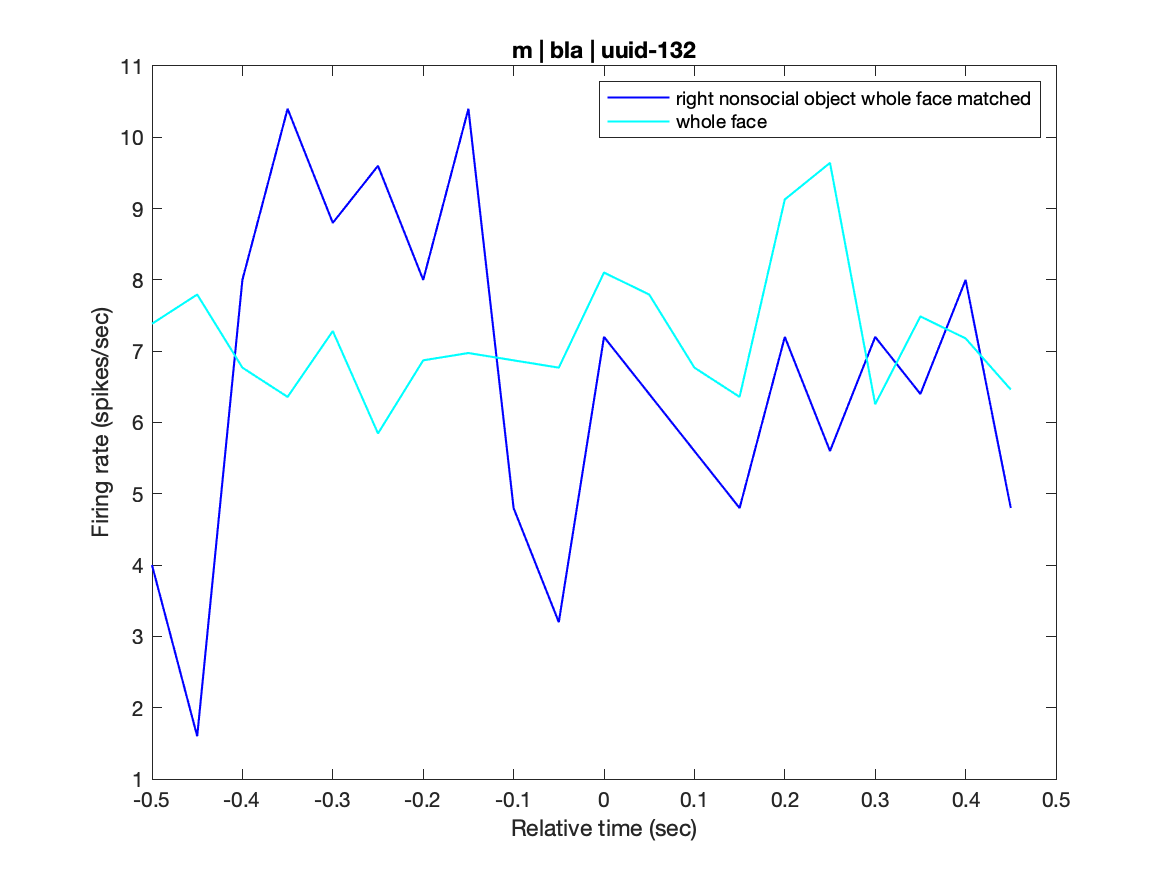 m | bla | uuid-132
right nonsocial object whole face matched
whole face
Firing rate (spikes/sec)
11
10
9
8
7
6
5
4
3
2
1
-0.5 -0.4 -0.3 -0.2 -0.1 0 0.1 0.2 0.3 0.4 0.5
Relative time (sec)